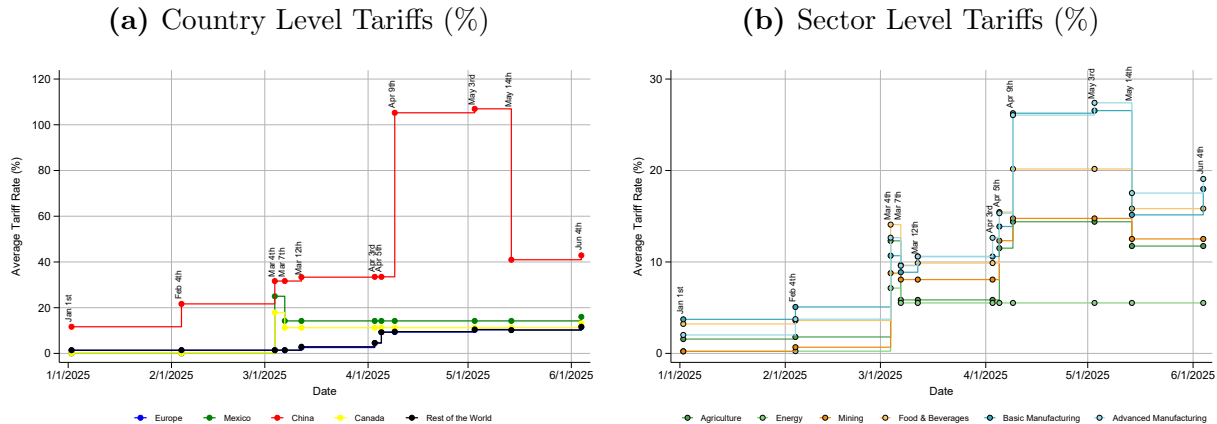 (a) Country Level Tariffs (%)
120
100
80
60
40
20
0
Average Tariff Rate (%)
Jan 1st
Feb 4th
Mar 4th
Mar 7th
Mar 12th
Apr 3rd
Apr 5th
Apr 9th
May 3rd
May 14th
Jun 4th
1/1/2025 2/1/2025 3/1/2025 4/1/2025 5/1/2025 6/1/2025
Date
Europe Mexico China Canada Rest of the World
(b) Sector Level Tariffs (%)
30
20
10
0
Average Tariff Rate (%)
Jan 1st
Feb 4th
Mar 4th
Mar 7th
Mar 12th
Apr 3rd
Apr 5th
Apr 9th
May 3rd
May 14th
Jun 4th
1/1/2025 2/1/2025 3/1/2025 4/1/2025 5/1/2025 6/1/2025
Date
Agriculture Energy Mining Food & Beverages Basic Manufacturing Advanced Manufacturing